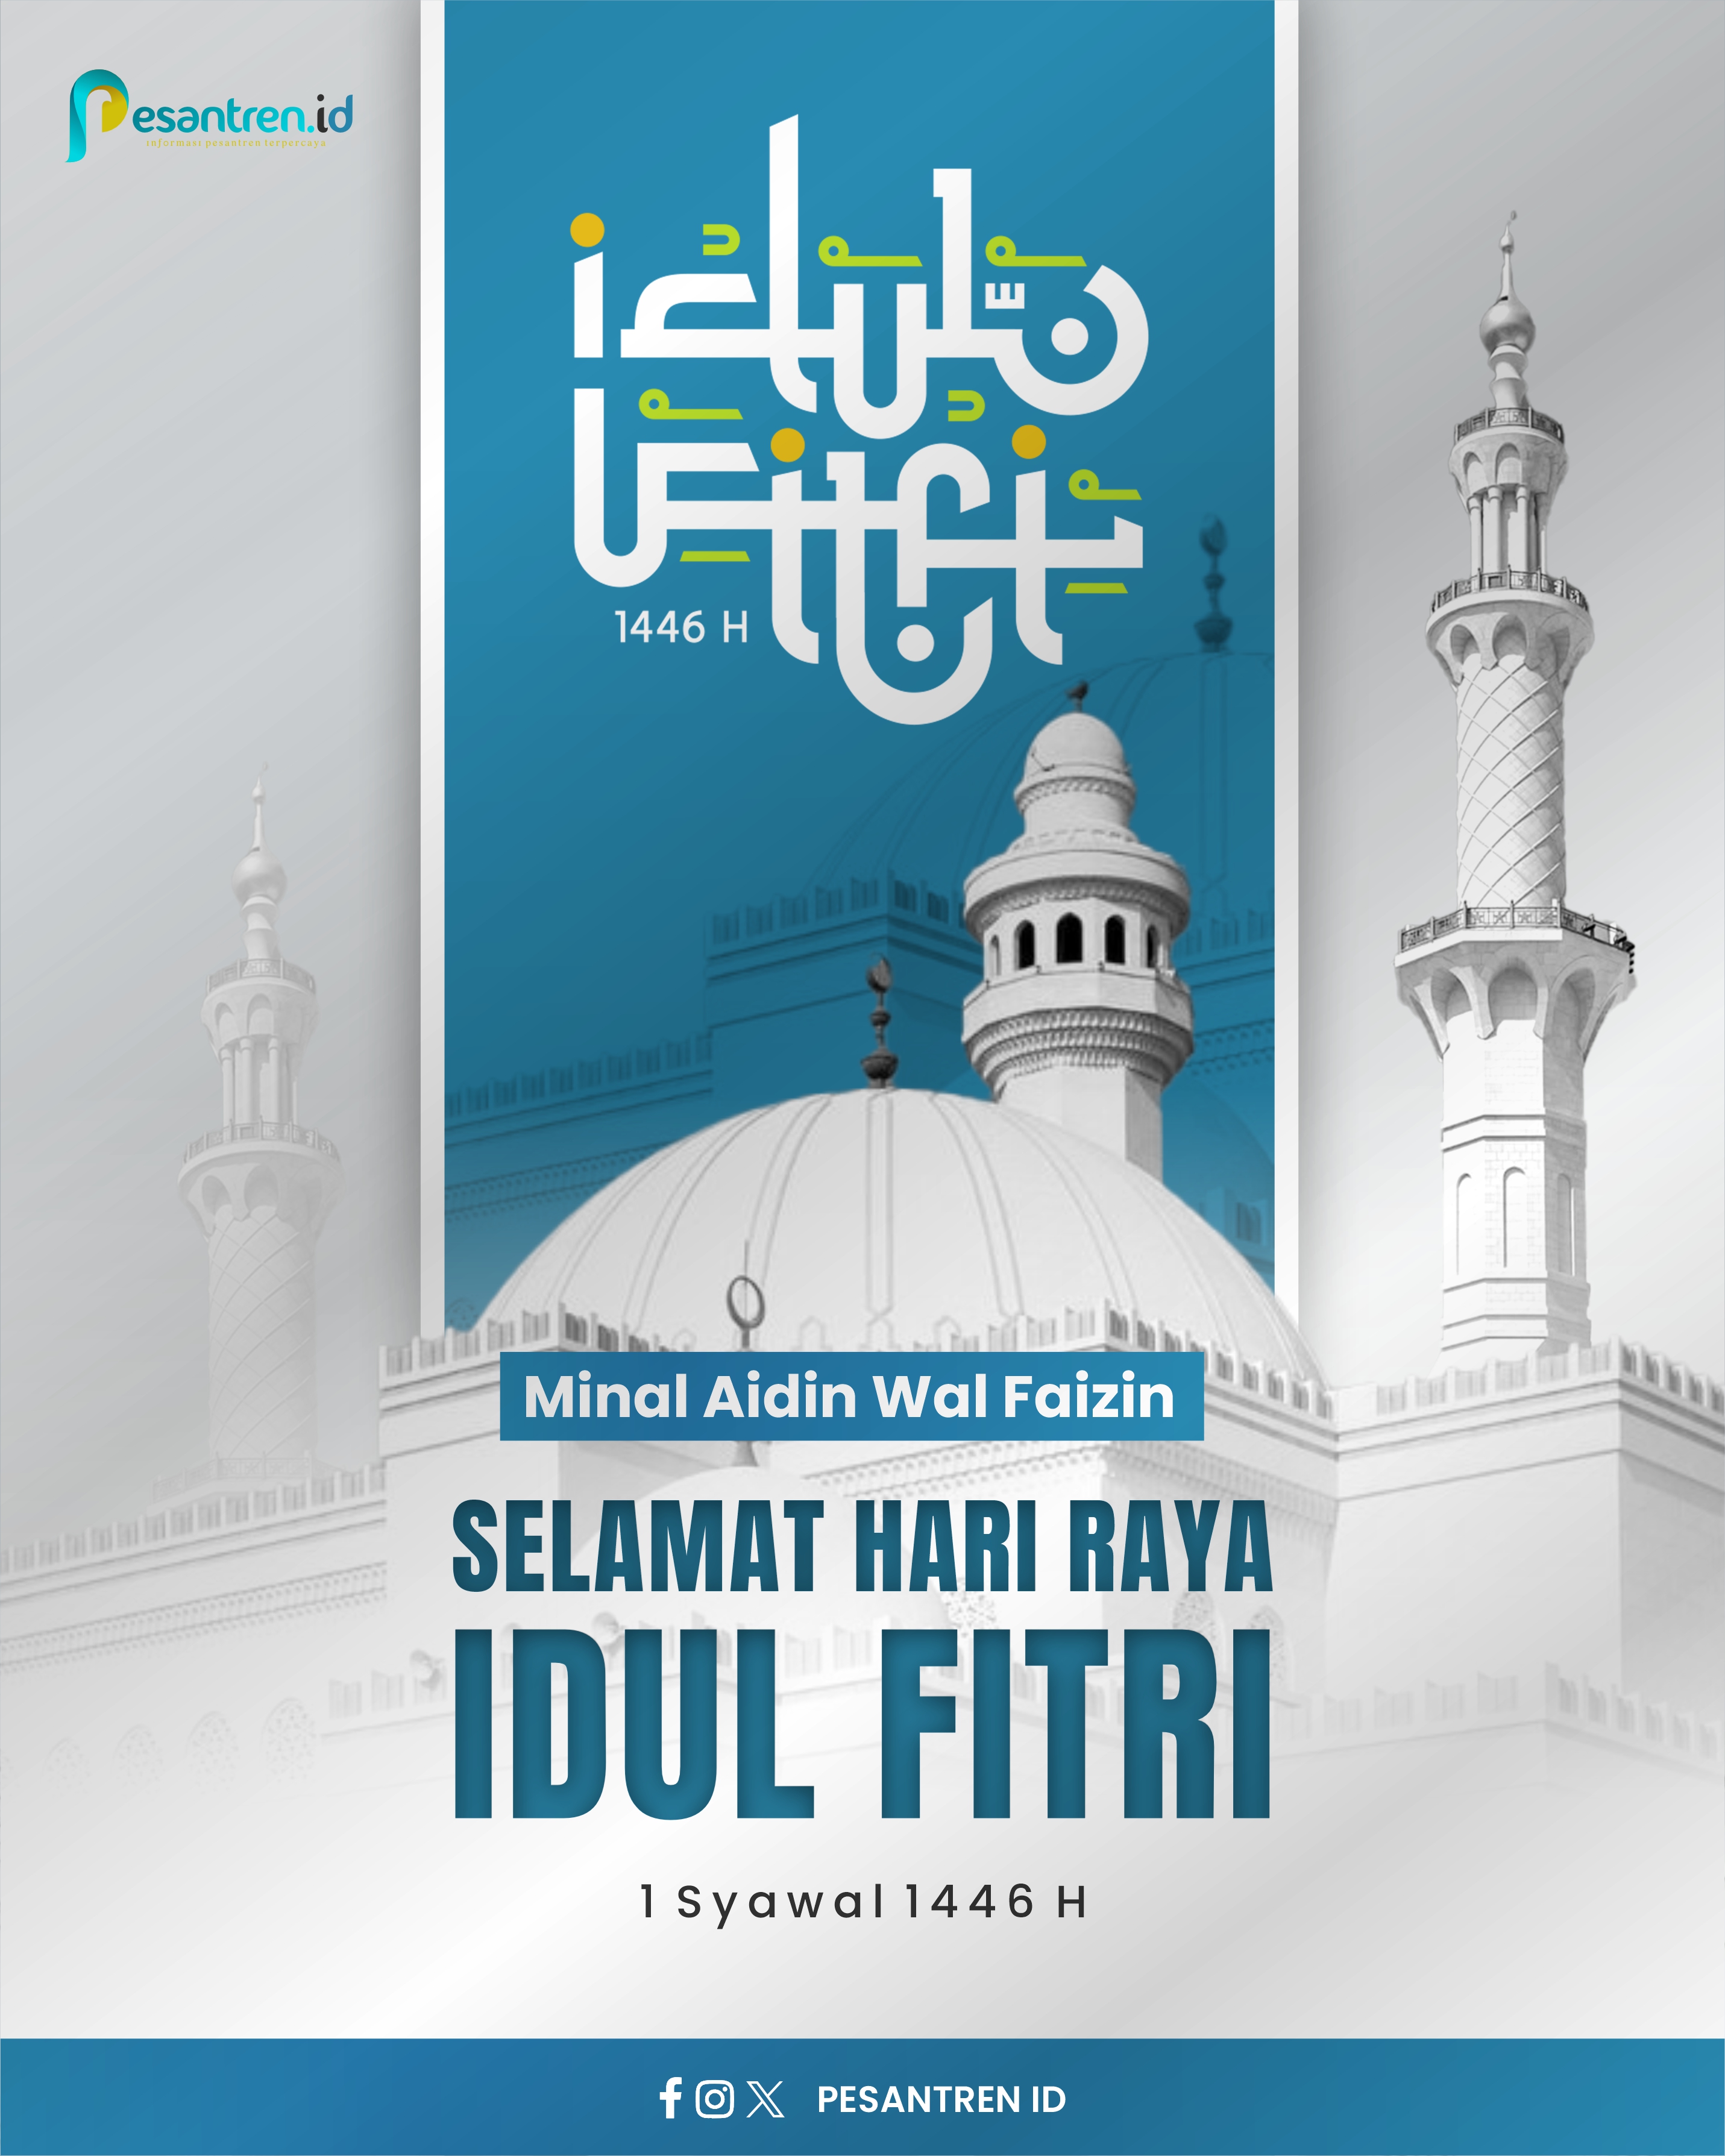 Pesantren.id
informasi pesantren terpercaya
idul
fitri
1446 H
Minal Aidin Wal Faizin
SELAMAT HARI RAYA
IDUL FITRI
1 Syawal 1446 H
PESANTREN ID